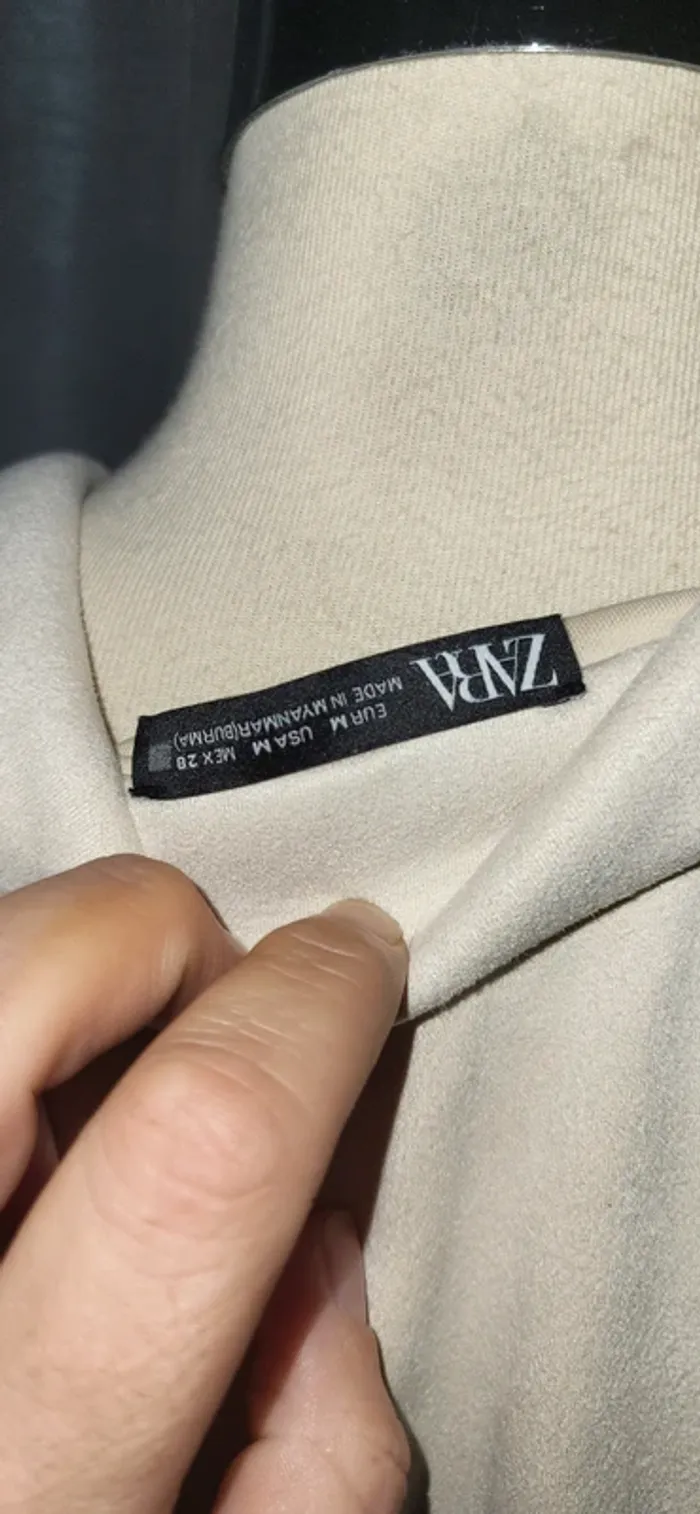 ZARA
MADE IN MYANMAR(BURMA)
EUR M USA M MEX 28